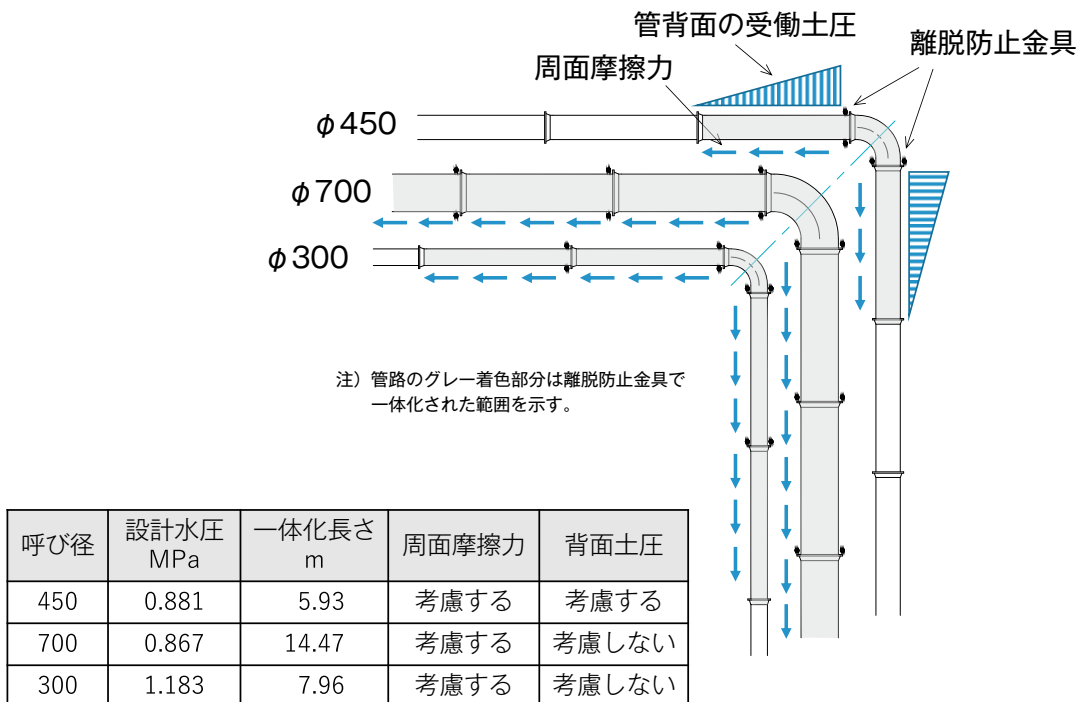 管背面の受働土圧
離脱防止金具
周面摩擦力
φ450
φ700
φ300
注）管路のグレー着色部分は離脱防止金具で
一体化された範囲を示す。
呼び径 設計水圧 MPa 一体化長さ m 周面摩擦力 背面土圧
450 0.881 5.93 考慮する 考慮する
700 0.867 14.47 考慮する 考慮しない
300 1.183 7.96 考慮する 考慮しない